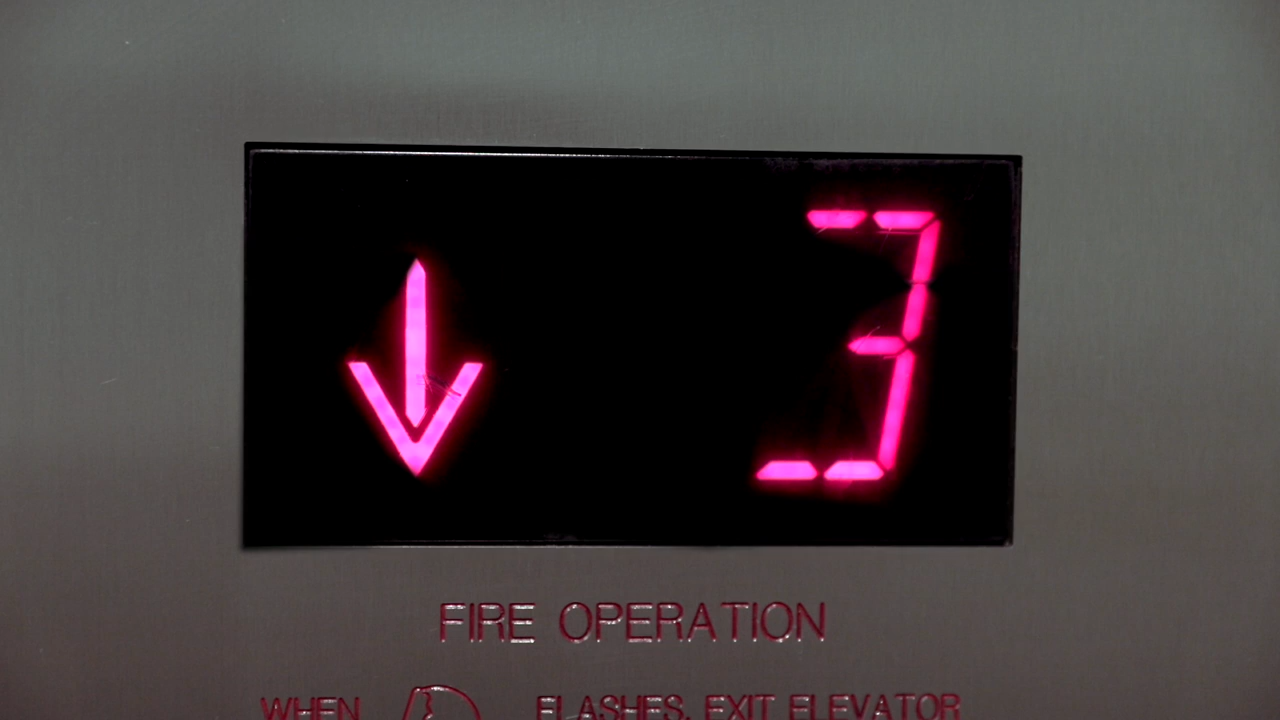 3
FIRE OPERATION
WHEN FLASHES, EXIT ELEVATOR